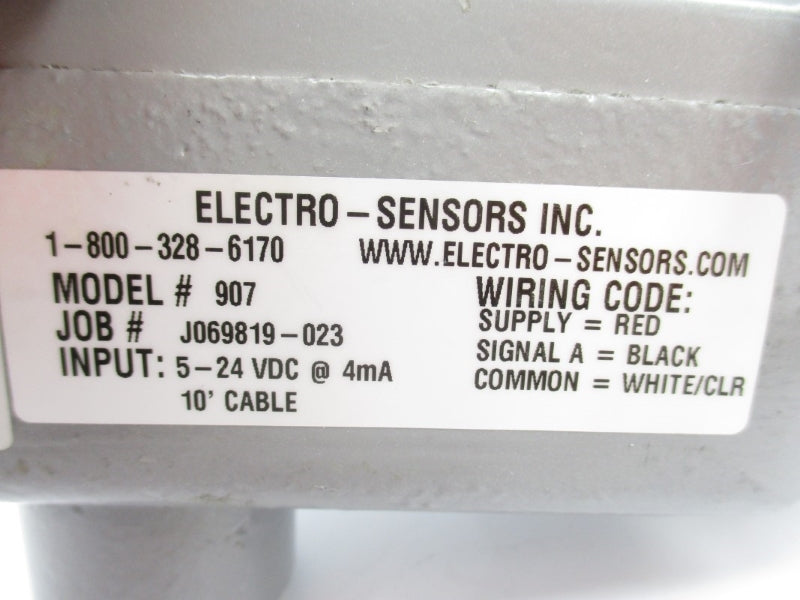 ELECTRO-SENSORS INC.
1-800-328-6170 WWW.ELECTRO-SENSORS.COM
MODEL # 907
JOB # J069819-023
INPUT: 5-24 VDC @ 4mA
10' CABLE
WIRING CODE:
SUPPLY = RED
SIGNAL A = BLACK
COMMON = WHITE/CLR